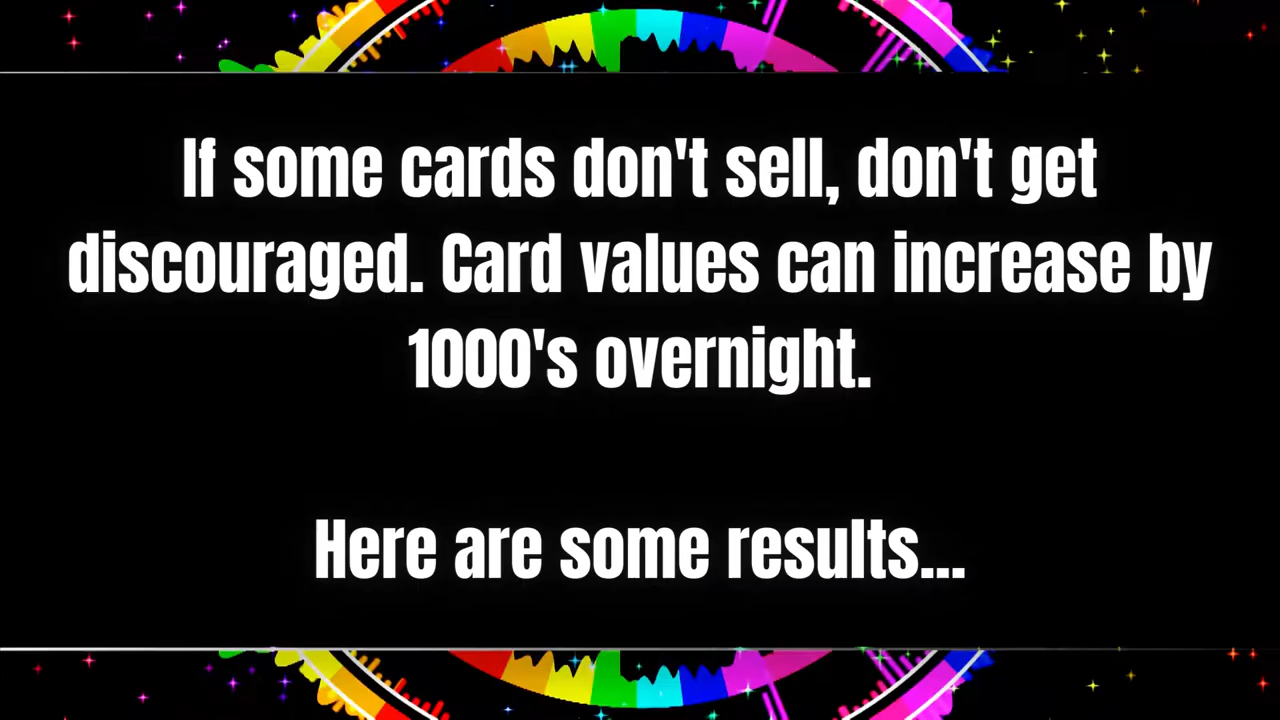 If some cards don't sell, don't get
discouraged. Card values can increase by
1000's overnight.
Here are some results...